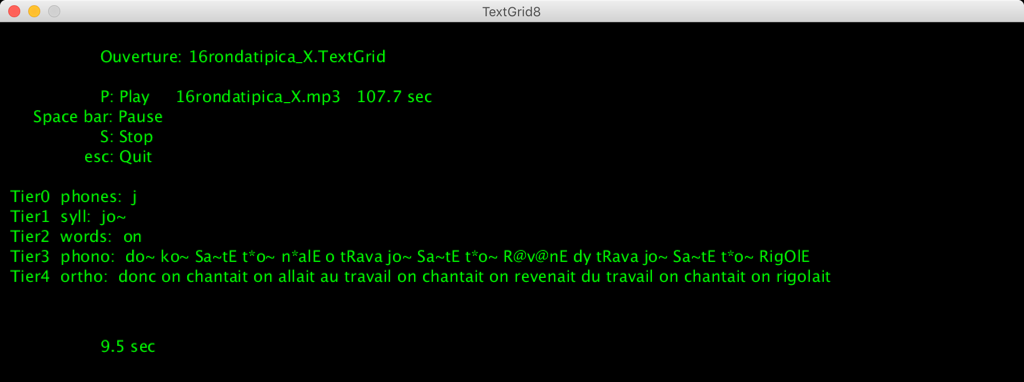 TextGrid8
Ouverture: 16rondatipica_X.TextGrid
P: Play 16rondatipica_X.mp3 107.7 sec
Space bar: Pause
S: Stop
esc: Quit
Tier0 phones: j
Tier1 syll: jo~
Tier2 words: on
Tier3 phono: do~ ko~ Sa~tE t*o~ n*alE o tRava jo~ Sa~tE t*o~ R@v@nE dy tRava jo~ Sa~tE t*o~ RigOlE
Tier4 ortho: donc on chantait on allait au travail on chantait on revenait du travail on chantait on rigolait
9.5 sec